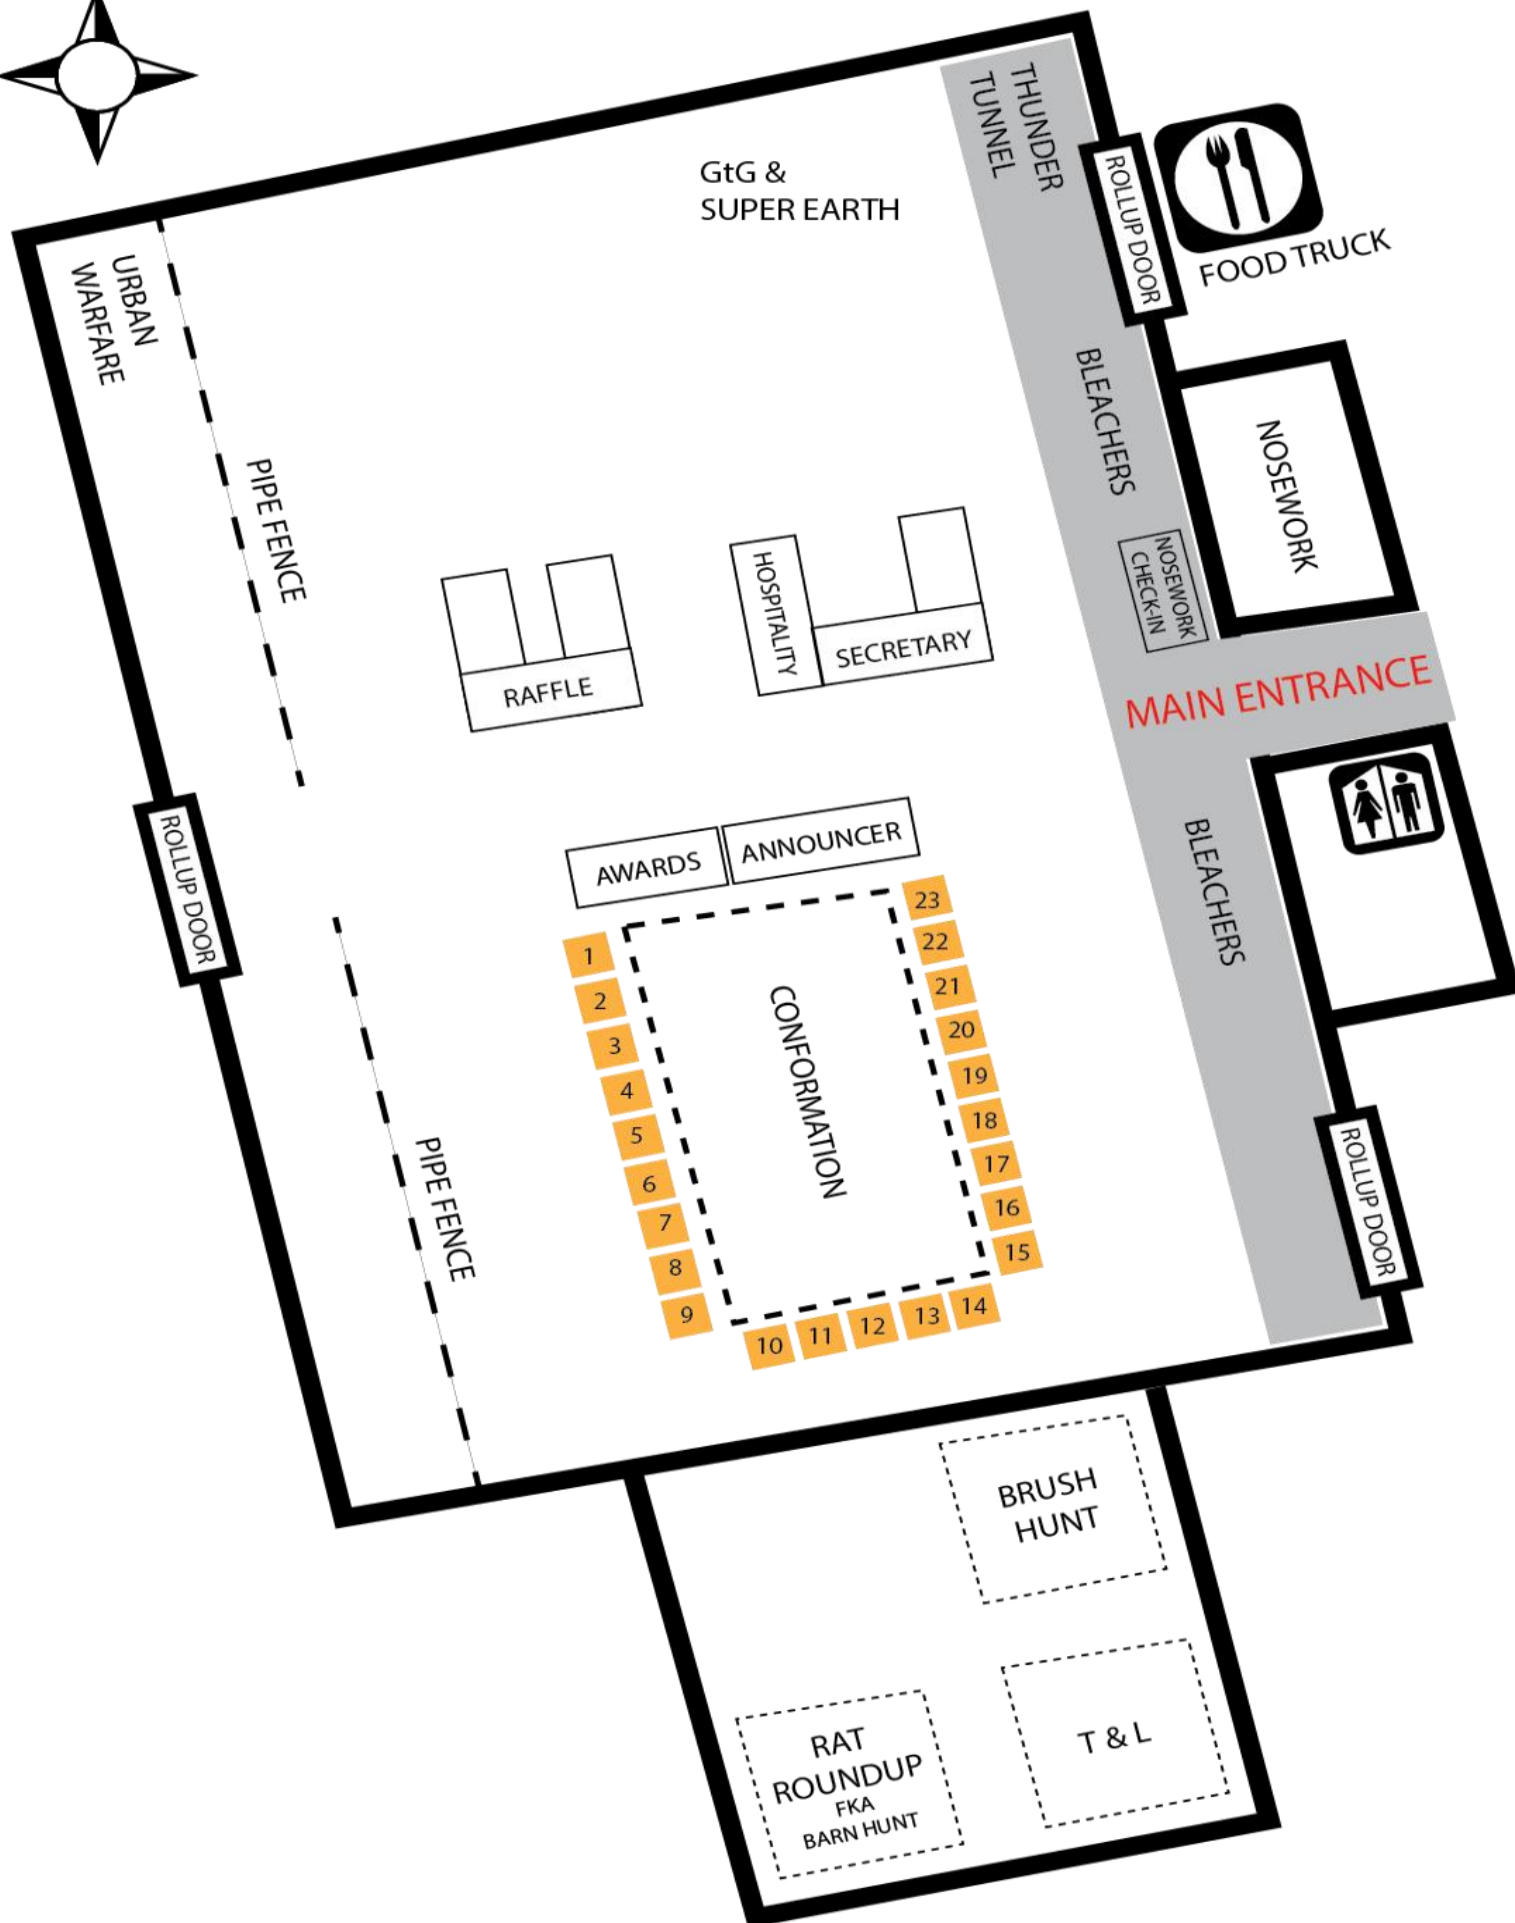 THUNDER
TUNNEL
GtG &
SUPER EARTH
ROLLUP DOOR
FOOD TRUCK
URBAN
WARFARE
BLEACHERS
NOSEWORK
PIPE FENCE
NOSEWORK
CHECK-IN
HOSPITALITY
SECRETARY
RAFFLE
MAIN ENTRANCE
ROLLUP DOOR
AWARDS
ANNOUNCER
BLEACHERS
1
2
3
4
5
6
7
8
9
10
11
12
13
14
15
16
17
18
19
20
21
22
23
CONFORMATION
PIPE FENCE
ROLLUP DOOR
BRUSH
HUNT
RAT
ROUNDUP
FKA
BARN HUNT
T & L